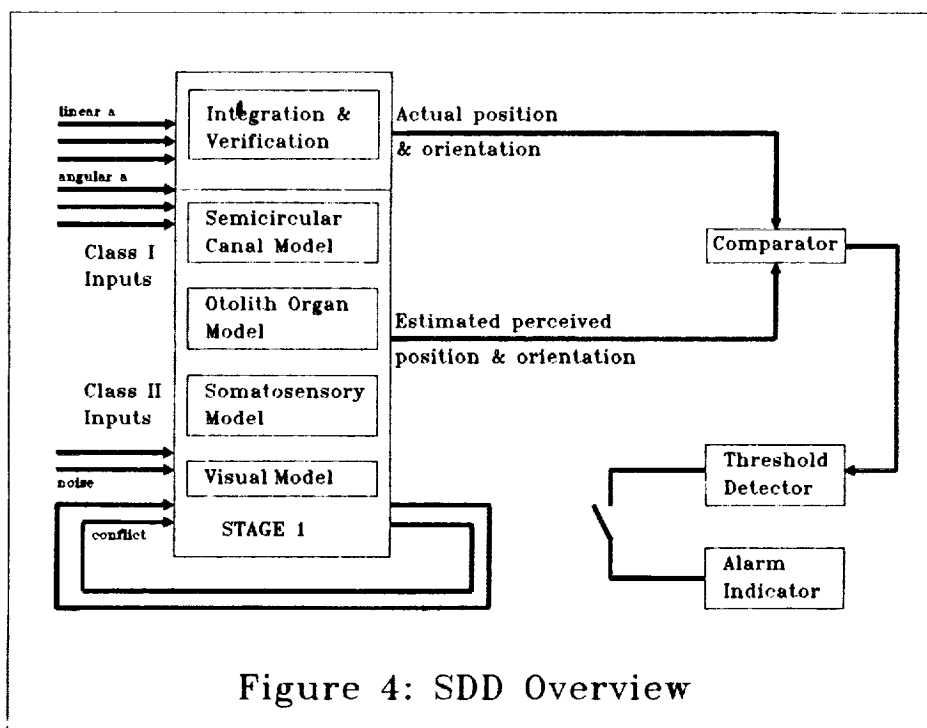 linear a
angular a
Class I
Inputs
Class II
Inputs
noise
conflict
Integration &
Verification
Semicircular
Canal Model
Otolith Organ
Model
Somatosensory
Model
Visual Model
STAGE 1
Actual position
& orientation
Estimated perceived
position & orientation
Comparator
Threshold
Detector
Alarm
Indicator
Figure 4: SDD Overview